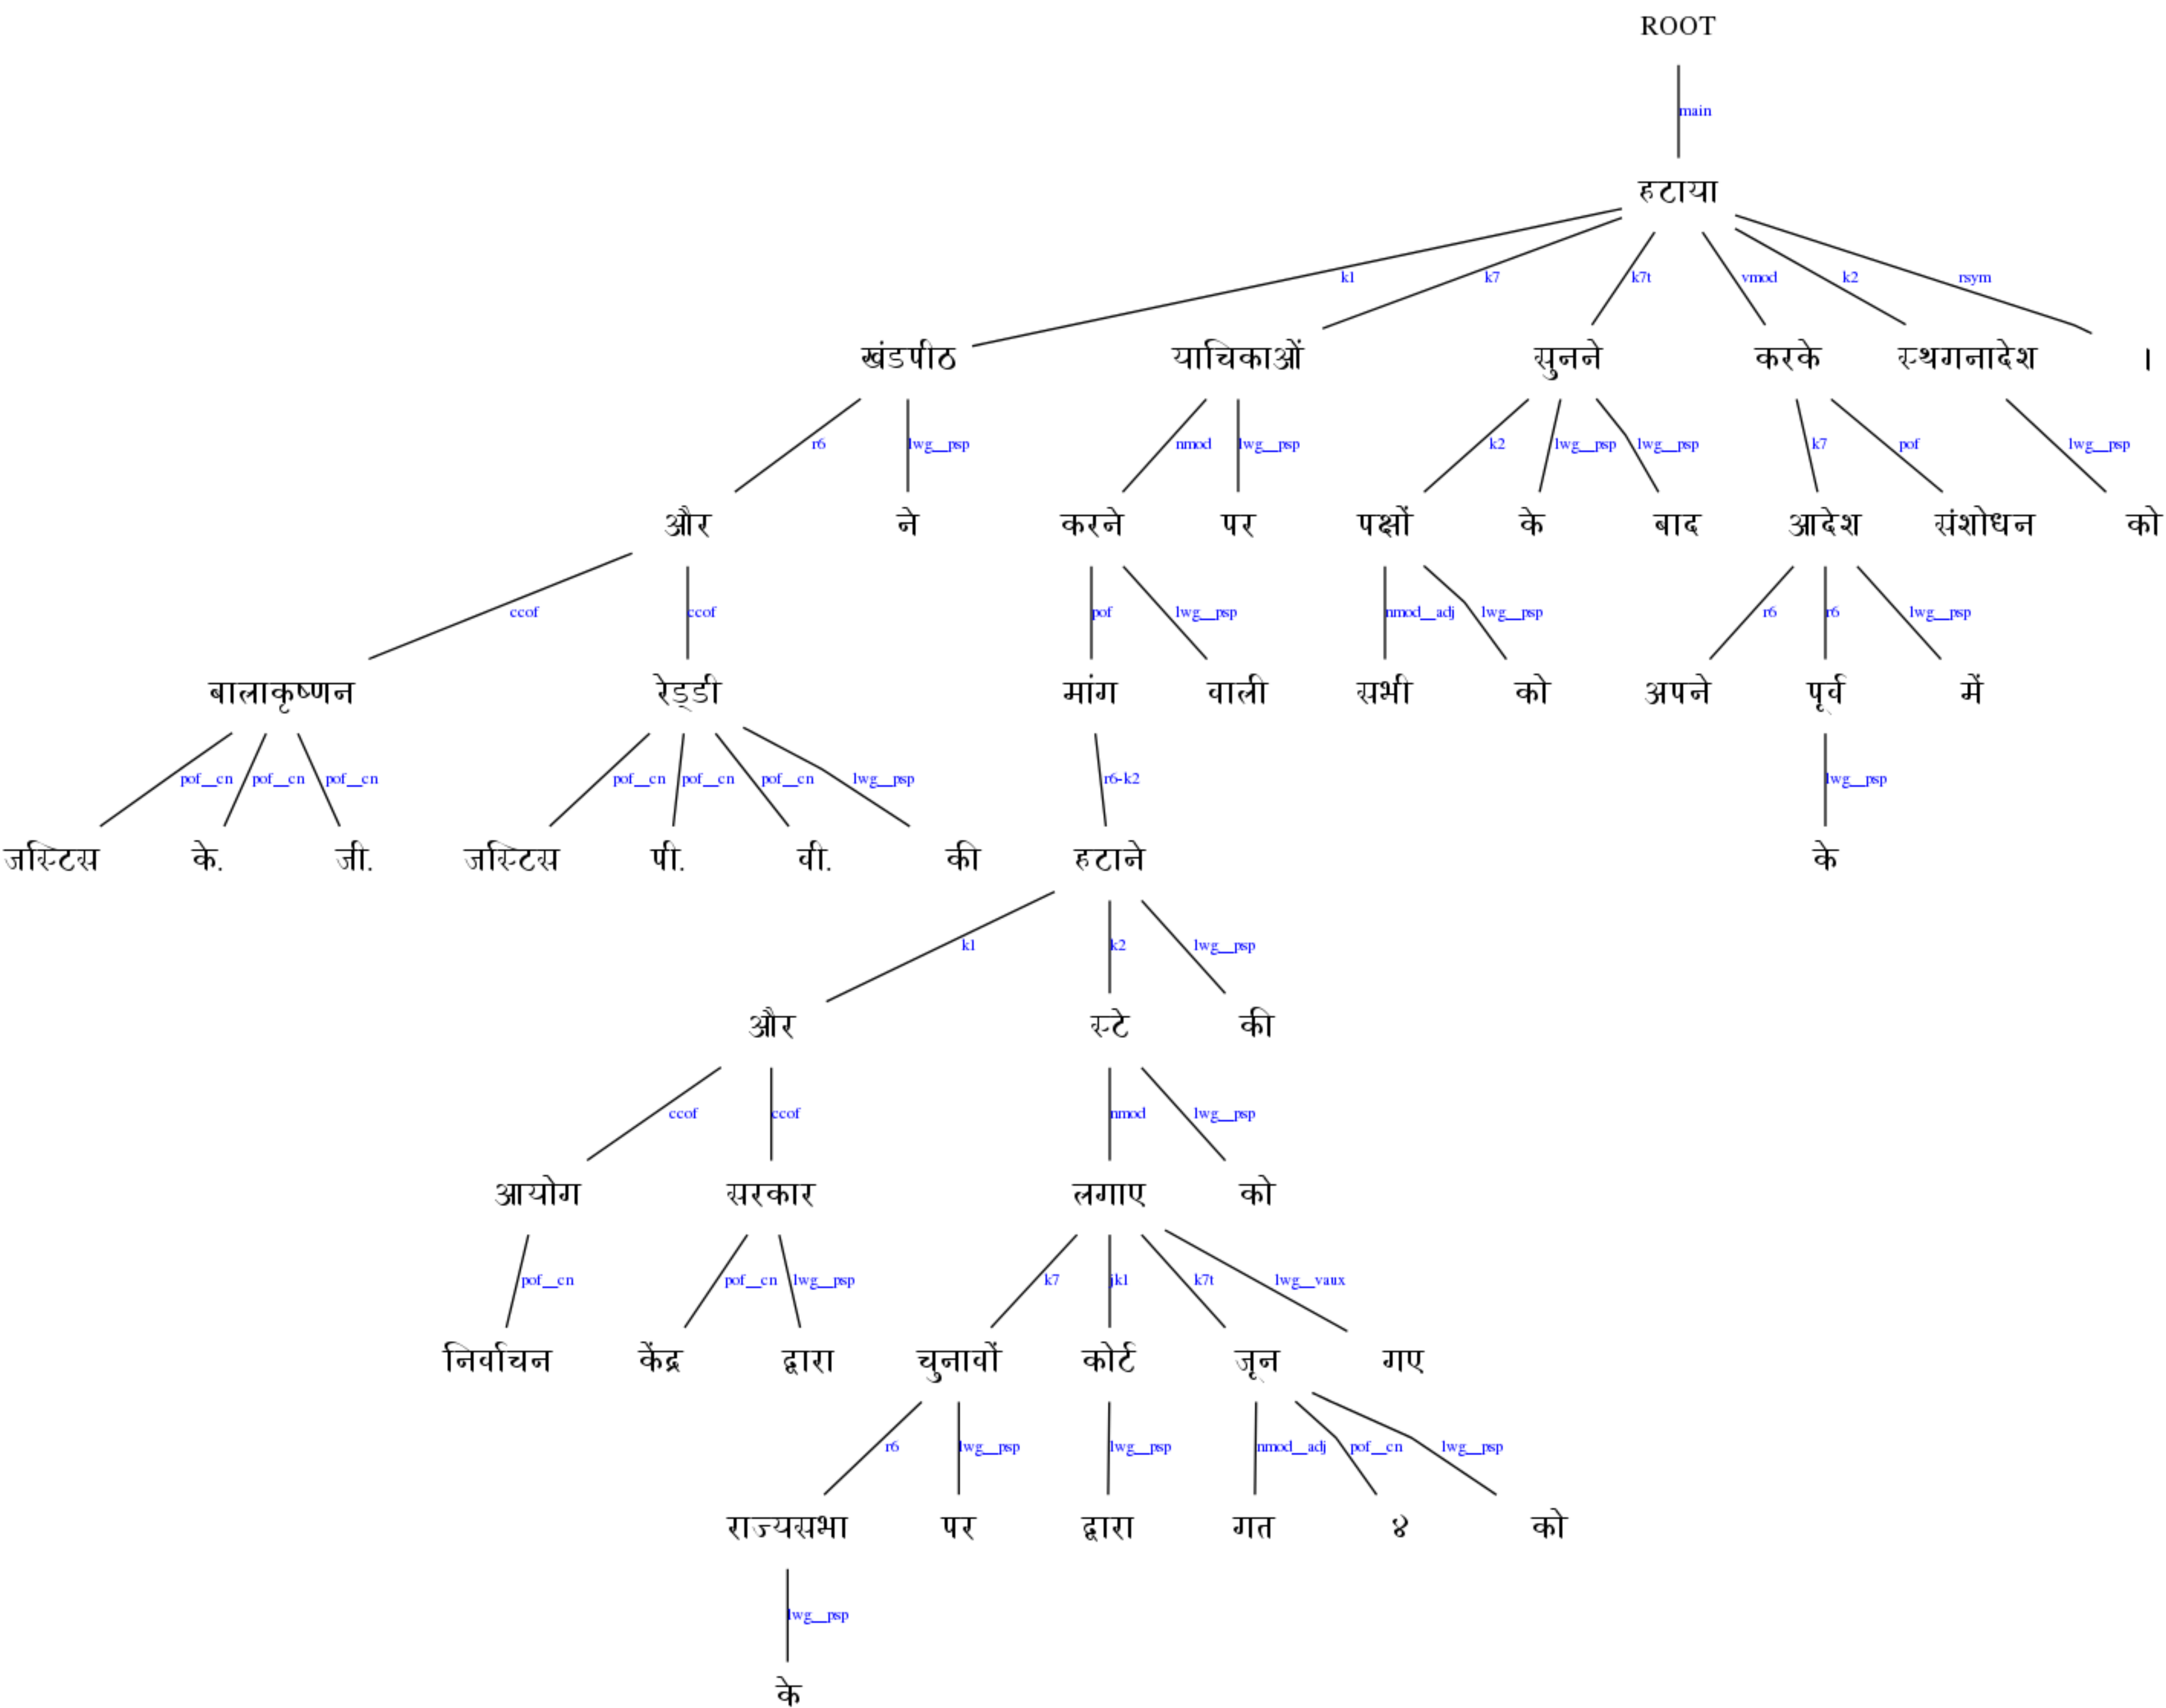 ROOT
main
हटाया
k1 k7 k7t vmod k2 rsym
खंडपीठ याचिकाओं सुनने करके स्थगनादेश ।
r6 lwg__psp nmod lwg__psp k2 lwg__psp lwg__psp k7 pof lwg__psp
और ने करने पर पक्षों के बाद आदेश संशोधन को
ccof ccof pof lwg__psp nmod__adj lwg__psp r6 r6 lwg__psp
बालाकृष्णन रेड्डी मांग वाली सभी को अपने पूर्व में
pof__cn pof__cn pof__cn pof__cn pof__cn pof__cn lwg__psp r6-k2 lwg__psp
जस्टिस के. जी. जस्टिस पी. वी. की हटाने के
k1 k2 lwg__psp
और स्टे की
ccof ccof nmod lwg__psp
आयोग सरकार लगाए को
pof__cn pof__cn lwg__psp k7 jk1 k7t lwg__vaux
निर्वाचन केंद्र द्वारा चुनावों कोर्ट जून गए
r6 lwg__psp lwg__psp nmod__adj pof__cn lwg__psp
राज्यसभा पर द्वारा गत ४ को
lwg__psp
के